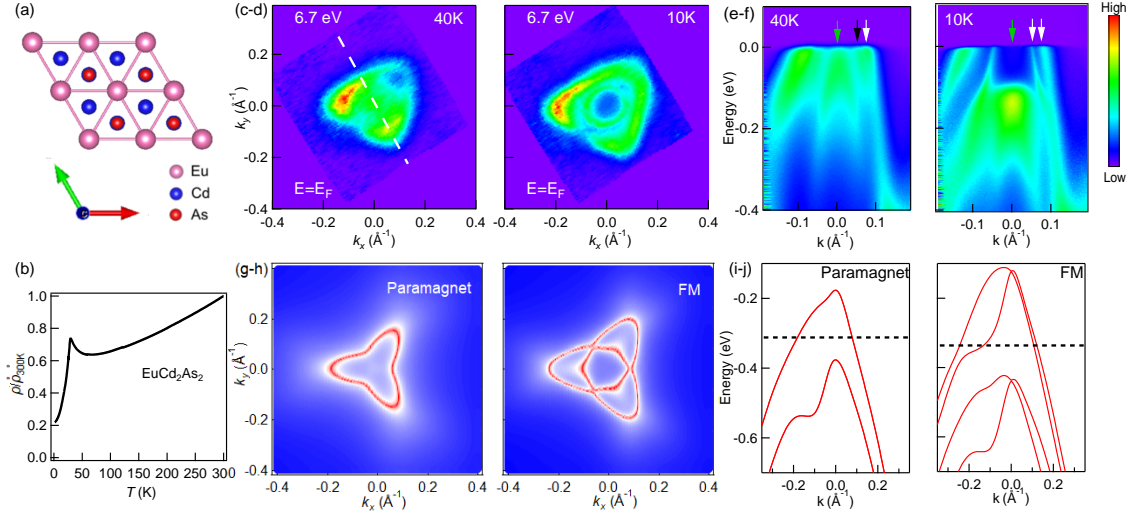 (a)
Eu
Cd
As
(b)
ρ/ρ°300K
1.0
0.8
0.6
0.4
0.2
0.0
EuCd2As2
0
100
200
300
T (K)
(c-d)
6.7 eV
40K
E=EF
ky (Å-1)
0.4
0.2
0.0
-0.2
-0.4
-0.4
-0.2
0.0
0.2
0.4
kx (Å-1)
6.7 eV
10K
E=EF
-0.4
-0.2
0.0
0.2
0.4
kx (Å-1)
(e-f)
40K
Energy (eV)
0.0
-0.2
-0.4
-0.1
0.0
0.1
k (Å-1)
10K
-0.1
0.0
0.1
k (Å-1)
High
Low
(g-h)
Paramagnet
ky (Å-1)
0.4
0.2
0.0
-0.2
-0.4
-0.4
-0.2
0.0
0.2
0.4
kx (Å-1)
FM
-0.4
-0.2
0.0
0.2
0.4
kx (Å-1)
(i-j)
Paramagnet
Energy (eV)
-0.2
-0.4
-0.6
-0.2
0.0
0.2
k (Å-1)
FM
-0.2
0.0
0.2
k (Å-1)